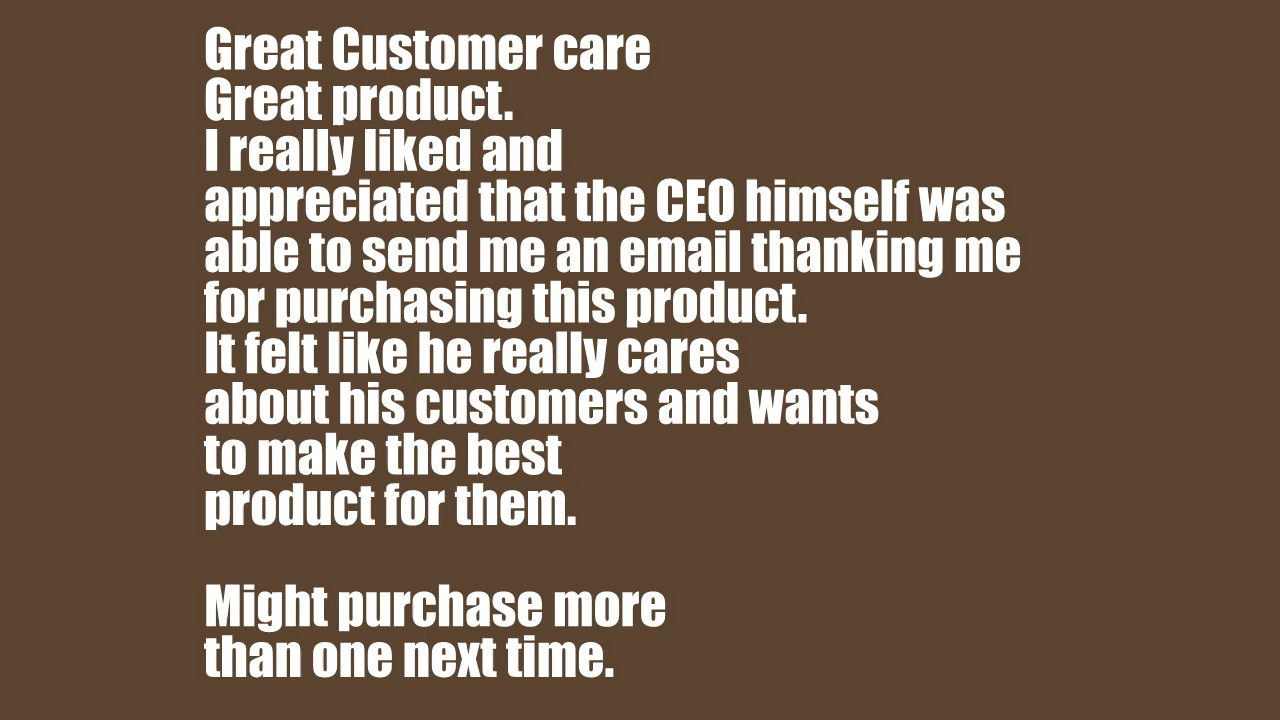 Great Customer care
Great product.
I really liked and
appreciated that the CEO himself was
able to send me an email thanking me
for purchasing this product.
It felt like he really cares
about his customers and wants
to make the best
product for them.

Might purchase more
than one next time.